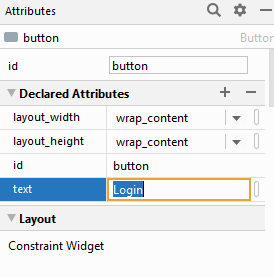 Attributes
button Button
id button
Declared Attributes
layout_width wrap_content
layout_height wrap_content
id button
text Login
Layout
Constraint Widget